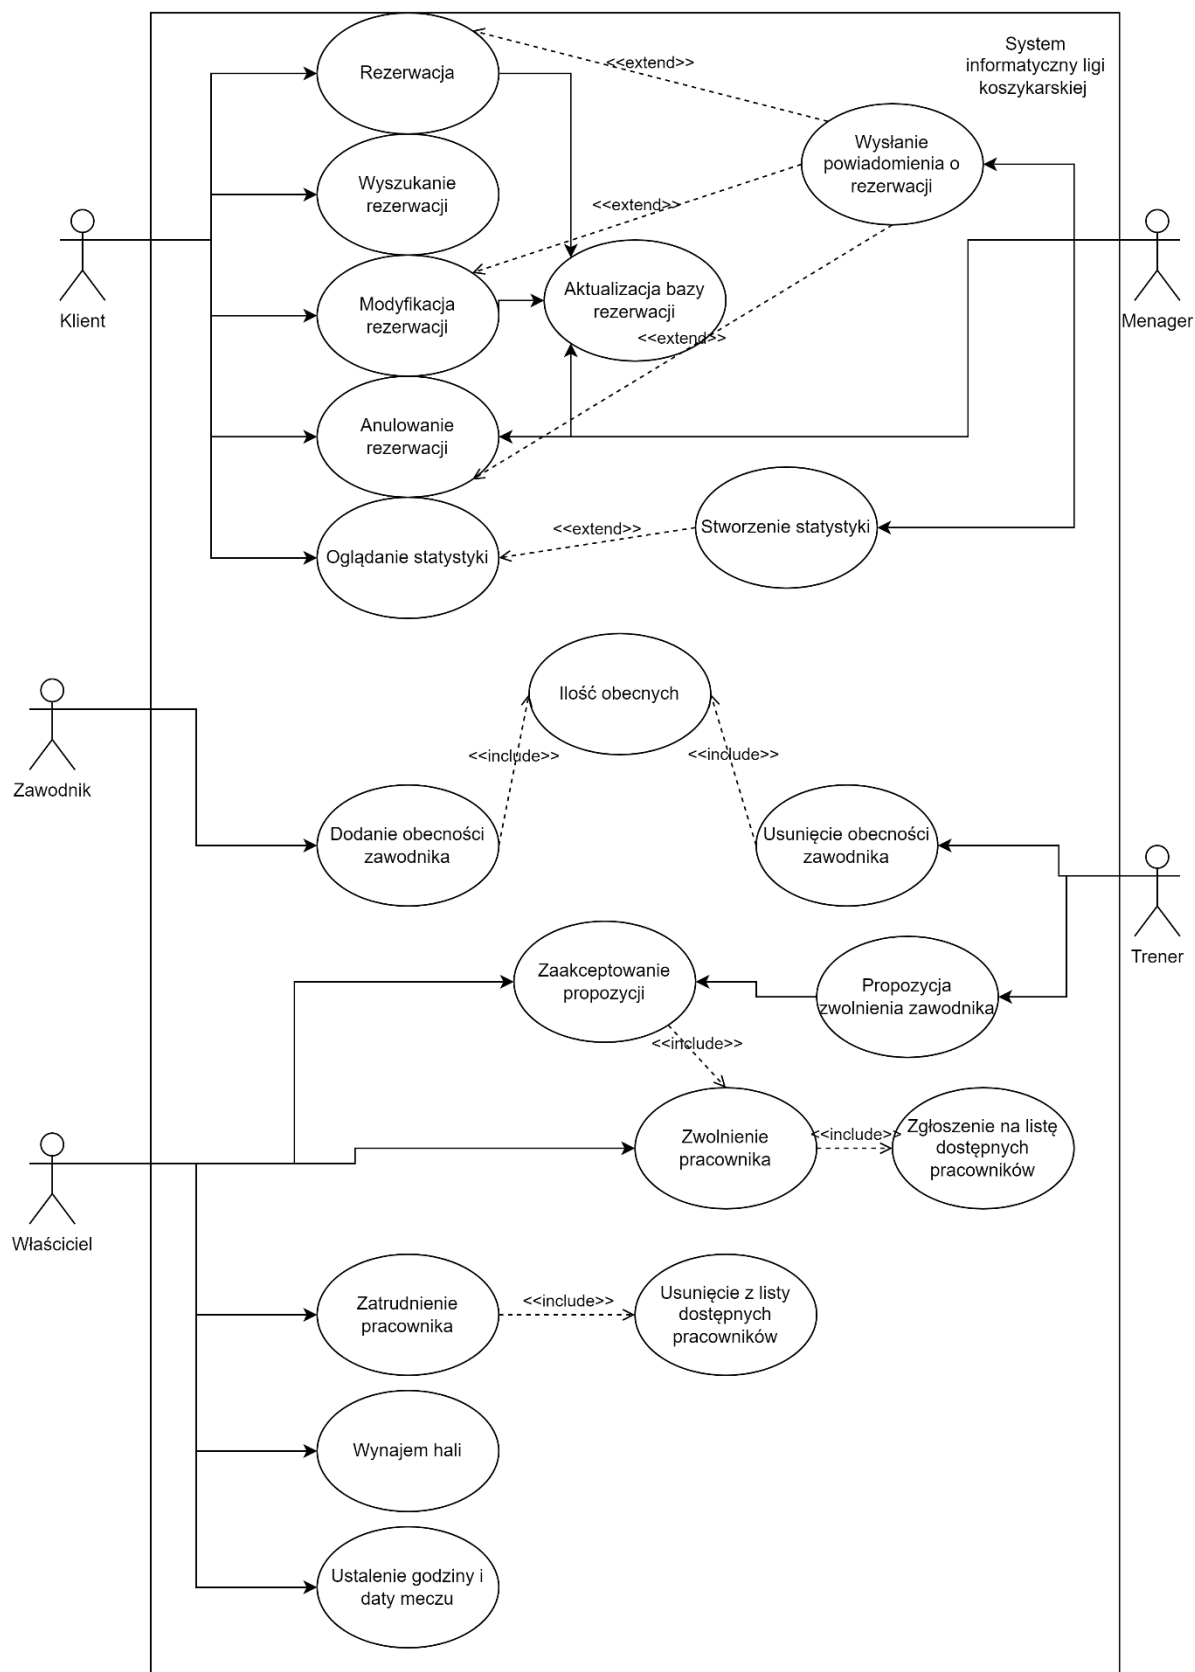 System
informatyczny ligi
koszykarskiej
Rezerwacja
<<extend>>
Wysłanie
powiadomienia o
rezerwacji
Wyszukanie
rezerwacji
<<extend>>
Klient
Menager
Modyfikacja
rezerwacji
Aktualizacja bazy
rezerwacji
<<extend>>
Anulowanie
rezerwacji
Oglądanie statystyki
<<extend>>
Stworzenie statystyki
Ilość obecnych
<<include>>
<<include>>
Zawodnik
Dodanie obecności
zawodnika
Usunięcie obecności
zawodnika
Trener
Zaakceptowanie
propozycji
Propozycja
zwolnienia zawodnika
<<include>>
Zwolnienie
pracownika
<<include>>
Zgłoszenie na listę
dostępnych
pracowników
Właściciel
Zatrudnienie
pracownika
<<include>>
Usunięcie z listy
dostępnych
pracowników
Wynajem hali
Ustalenie godziny i
daty meczu